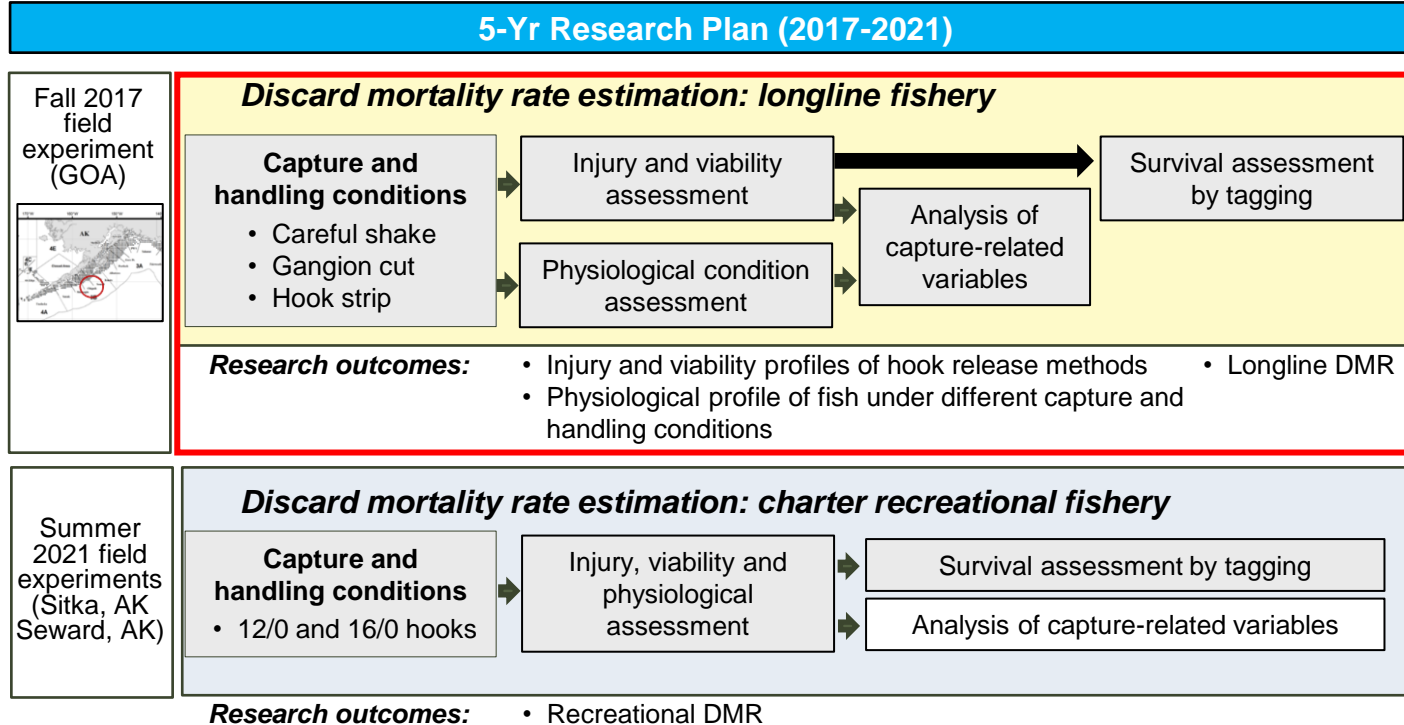 5-Yr Research Plan (2017-2021)
Fall 2017
field
experiment
(GOA)
AK
4E
3A
4A
Discard mortality rate estimation: longline fishery
Capture and
handling conditions
• Careful shake
• Gangion cut
• Hook strip
Injury and viability
assessment
Physiological condition
assessment
Analysis of
capture-related
variables
Survival assessment
by tagging
Research outcomes:
• Injury and viability profiles of hook release methods
• Physiological profile of fish under different capture and
handling conditions
• Longline DMR
Summer
2021 field
experiments
(Sitka, AK
Seward, AK)
Discard mortality rate estimation: charter recreational fishery
Capture and
handling conditions
• 12/0 and 16/0 hooks
Injury, viability and
physiological
assessment
Survival assessment by tagging
Analysis of capture-related variables
Research outcomes:
• Recreational DMR